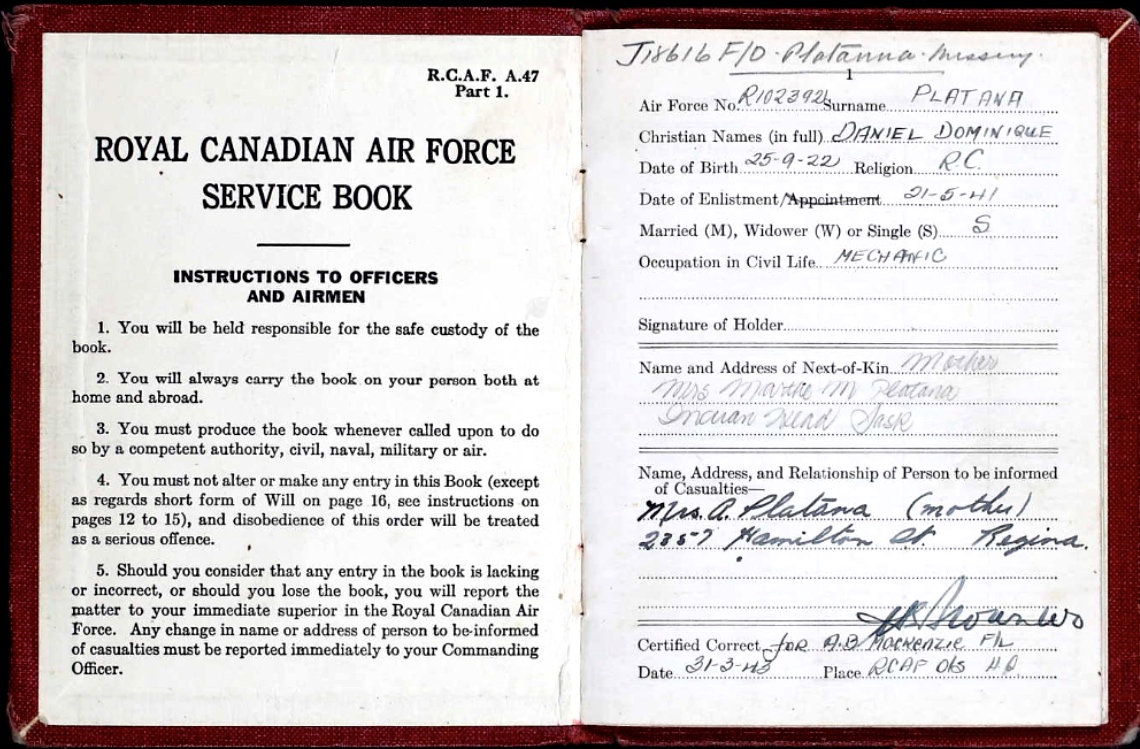 R.C.A.F. A.47
Part 1.
ROYAL CANADIAN AIR FORCE
SERVICE BOOK
INSTRUCTIONS TO OFFICERS
AND AIRMEN
1. You will be held responsible for the safe custody of the
book.
2. You will always carry the book on your person both at
home and abroad.
3. You must produce the book whenever called upon to do
so by a competent authority, civil, naval, military or air.
4. You must not alter or make any entry in this Book (except
as regards short form of Will on page 16, see instructions on
pages 12 to 15), and disobedience of this order will be treated
as a serious offence.
5. Should you consider that any entry in the book is lacking
or incorrect, or should you lose the book, you will report the
matter to your immediate superior in the Royal Canadian Air
Force. Any change in name or address of person to be informed
of casualties must be reported immediately to your Commanding
Officer.
J18616 F/O. Platanna. Missing.
1
Air Force No. R102392 Surname PLATANA
Christian Names (in full) DANIEL DOMINIQUE
Date of Birth 25-9-22 Religion R.C.
Date of Enlistment/Appointment 21-5-41
Married (M), Widower (W) or Single (S) S
Occupation in Civil Life MECHANIC
Signature of Holder
Name and Address of Next-of-Kin Mother
Mrs M Platana
Indian Head Sask
Name, Address, and Relationship of Person to be informed
of Casualties—
Mrs. A. Platana (mother)
2357 Hamilton St. Regina.
Certified Correct for A.B MACKENZIE F/L
Date 31-3-43 Place RCAF O/S H.Q.